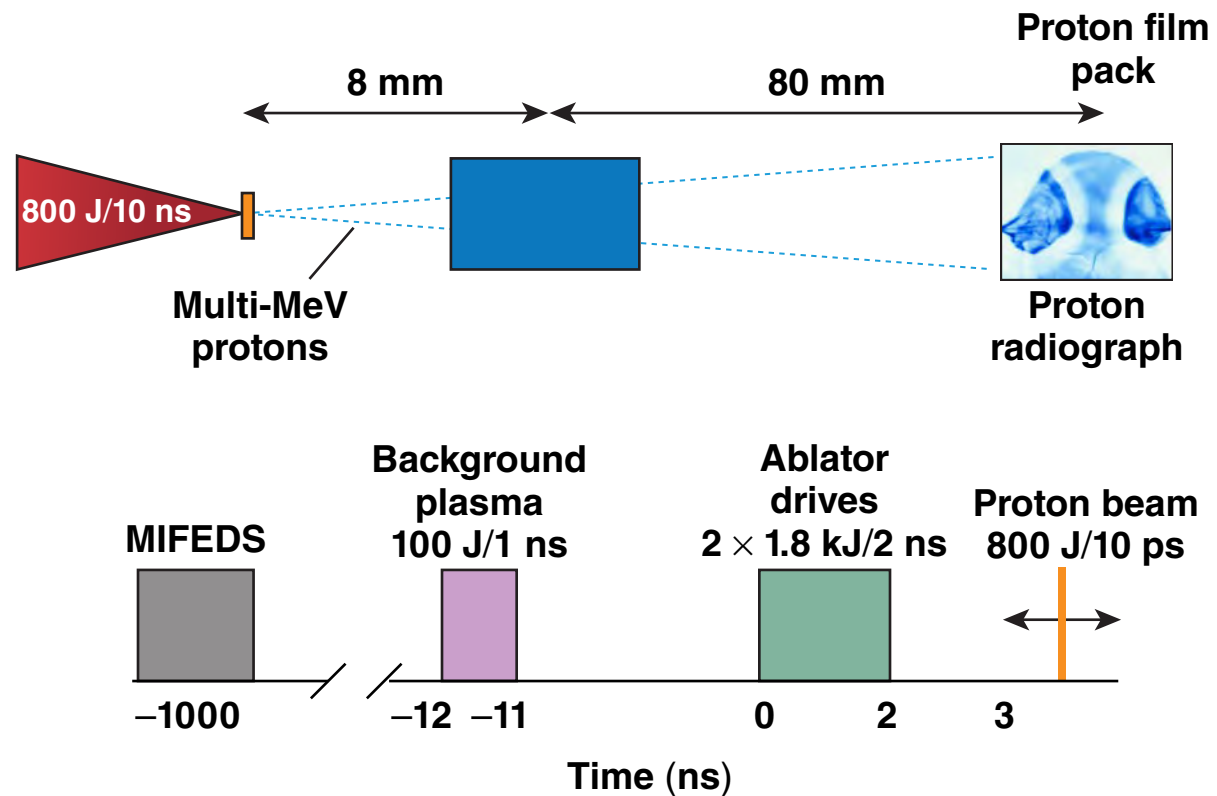 Proton film
pack
8 mm
80 mm
800 J/10 ns
Multi-MeV
protons
Proton
radiograph
MIFEDS
Background
plasma
100 J/1 ns
Ablator
drives
2 × 1.8 kJ/2 ns
Proton beam
800 J/10 ps
–1000
–12
–11
0
2
3
Time (ns)